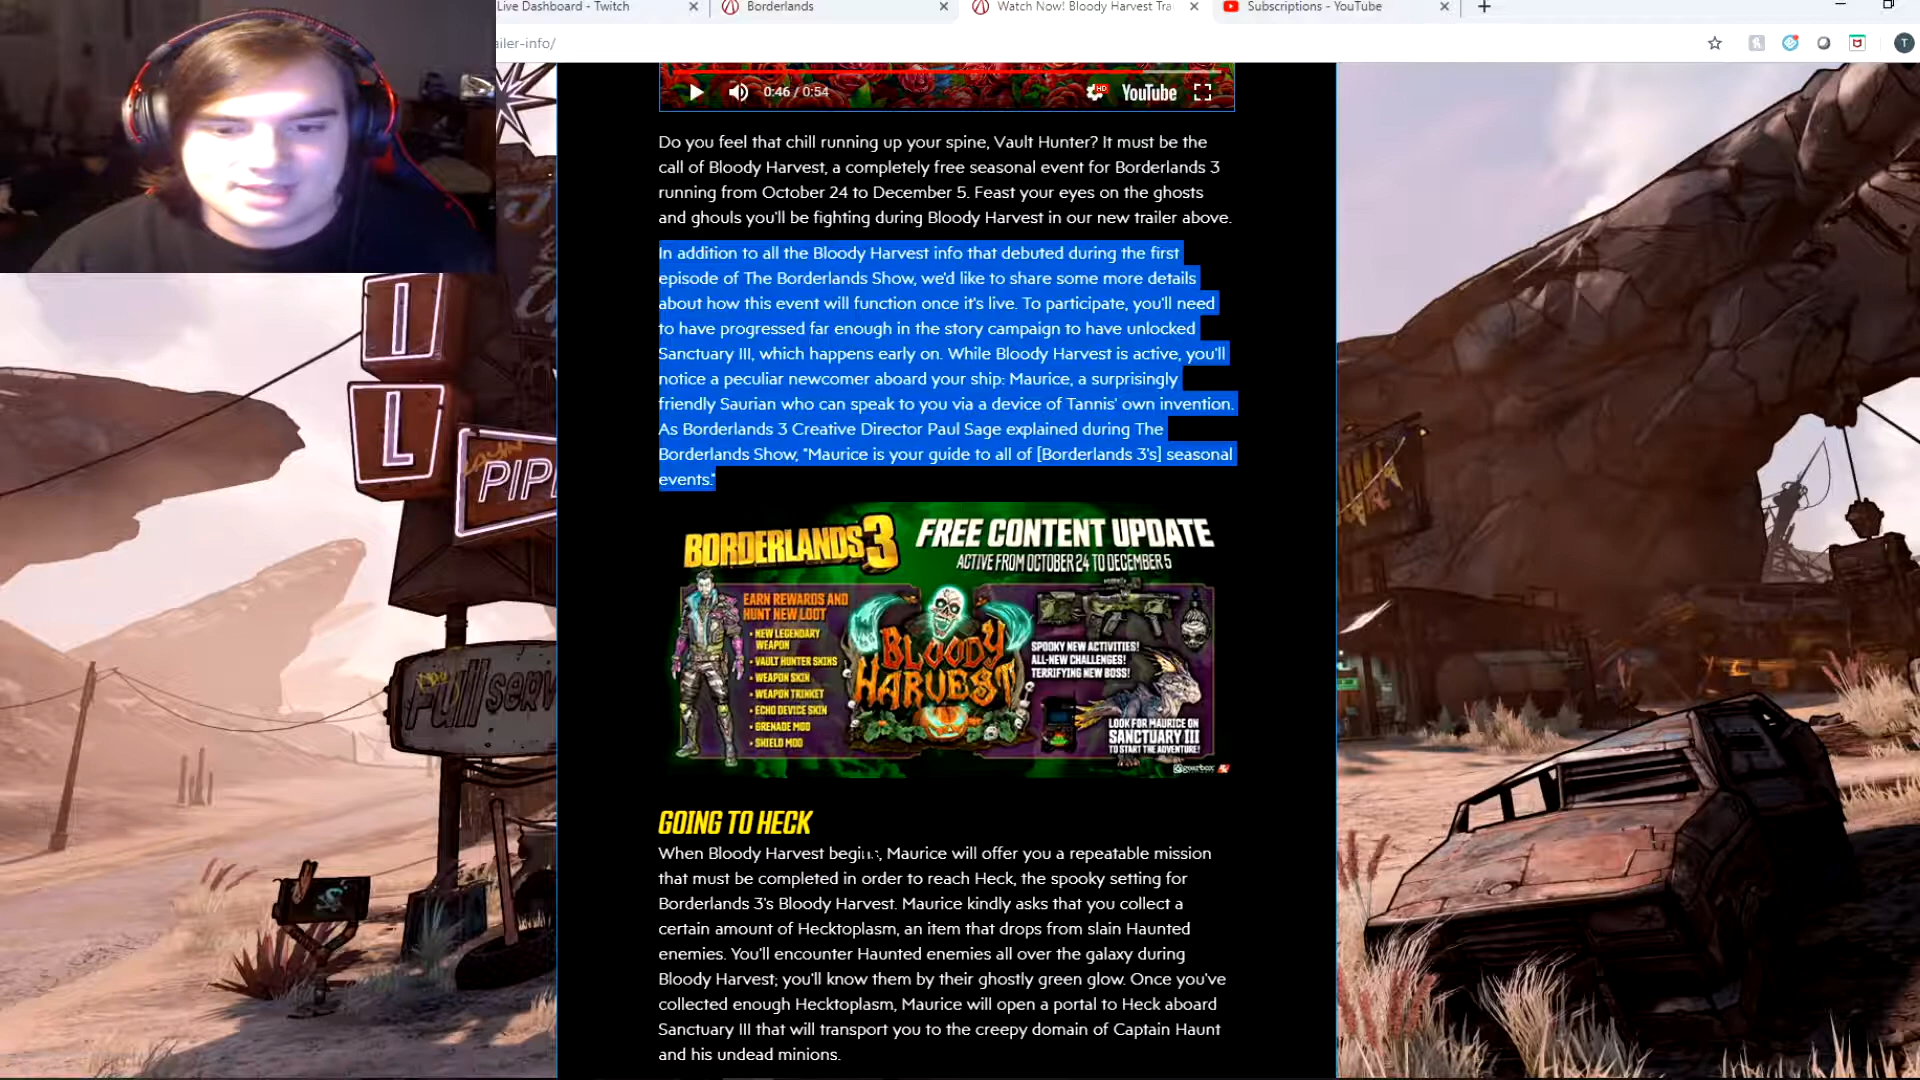 Live Dashboard - Twitch
Borderlands
Watch Now! Bloody Harvest Tra
Subscriptions - YouTube
ailer-info/
T
0:46 / 0:54
HD
YouTube
Do you feel that chill running up your spine, Vault Hunter? It must be the
call of Bloody Harvest, a completely free seasonal event for Borderlands 3
running from October 24 to December 5. Feast your eyes on the ghosts
and ghouls you'll be fighting during Bloody Harvest in our new trailer above.
In addition to all the Bloody Harvest info that debuted during the first
episode of The Borderlands Show, we'd like to share some more details
about how this event will function once it's live. To participate, you'll need
to have progressed far enough in the story campaign to have unlocked
Sanctuary III, which happens early on. While Bloody Harvest is active, you'll
notice a peculiar newcomer aboard your ship: Maurice, a surprisingly
friendly Saurian who can speak to you via a device of Tannis' own invention.
As Borderlands 3 Creative Director Paul Sage explained during The
Borderlands Show, "Maurice is your guide to all of [Borderlands 3's] seasonal
events."
BORDERLANDS 3
FREE CONTENT UPDATE
ACTIVE FROM OCTOBER 24 TO DECEMBER 5
EARN REWARDS AND
HUNT NEW LOOT
• NEW LEGENDARY
WEAPON
• VAULT HUNTER SKINS
• WEAPON SKIN
• WEAPON TRINKET
• ECHO DEVICE SKIN
• GRENADE MOD
• SHIELD MOD
BLOODY
HARVEST
SPOOKY NEW ACTIVITIES!
ALL-NEW CHALLENGES!
TERRIFYING NEW BOSS!
LOOK FOR MAURICE ON
SANCTUARY III
TO START THE ADVENTURE!
gearbox
2K
GOING TO HECK
When Bloody Harvest begins, Maurice will offer you a repeatable mission
that must be completed in order to reach Heck, the spooky setting for
Borderlands 3's Bloody Harvest. Maurice kindly asks that you collect a
certain amount of Hecktoplasm, an item that drops from slain Haunted
enemies. You'll encounter Haunted enemies all over the galaxy during
Bloody Harvest; you'll know them by their ghostly green glow. Once you've
collected enough Hecktoplasm, Maurice will open a portal to Heck aboard
Sanctuary III that will transport you to the creepy domain of Captain Haunt
and his undead minions.
I
L
PIP
Full serv